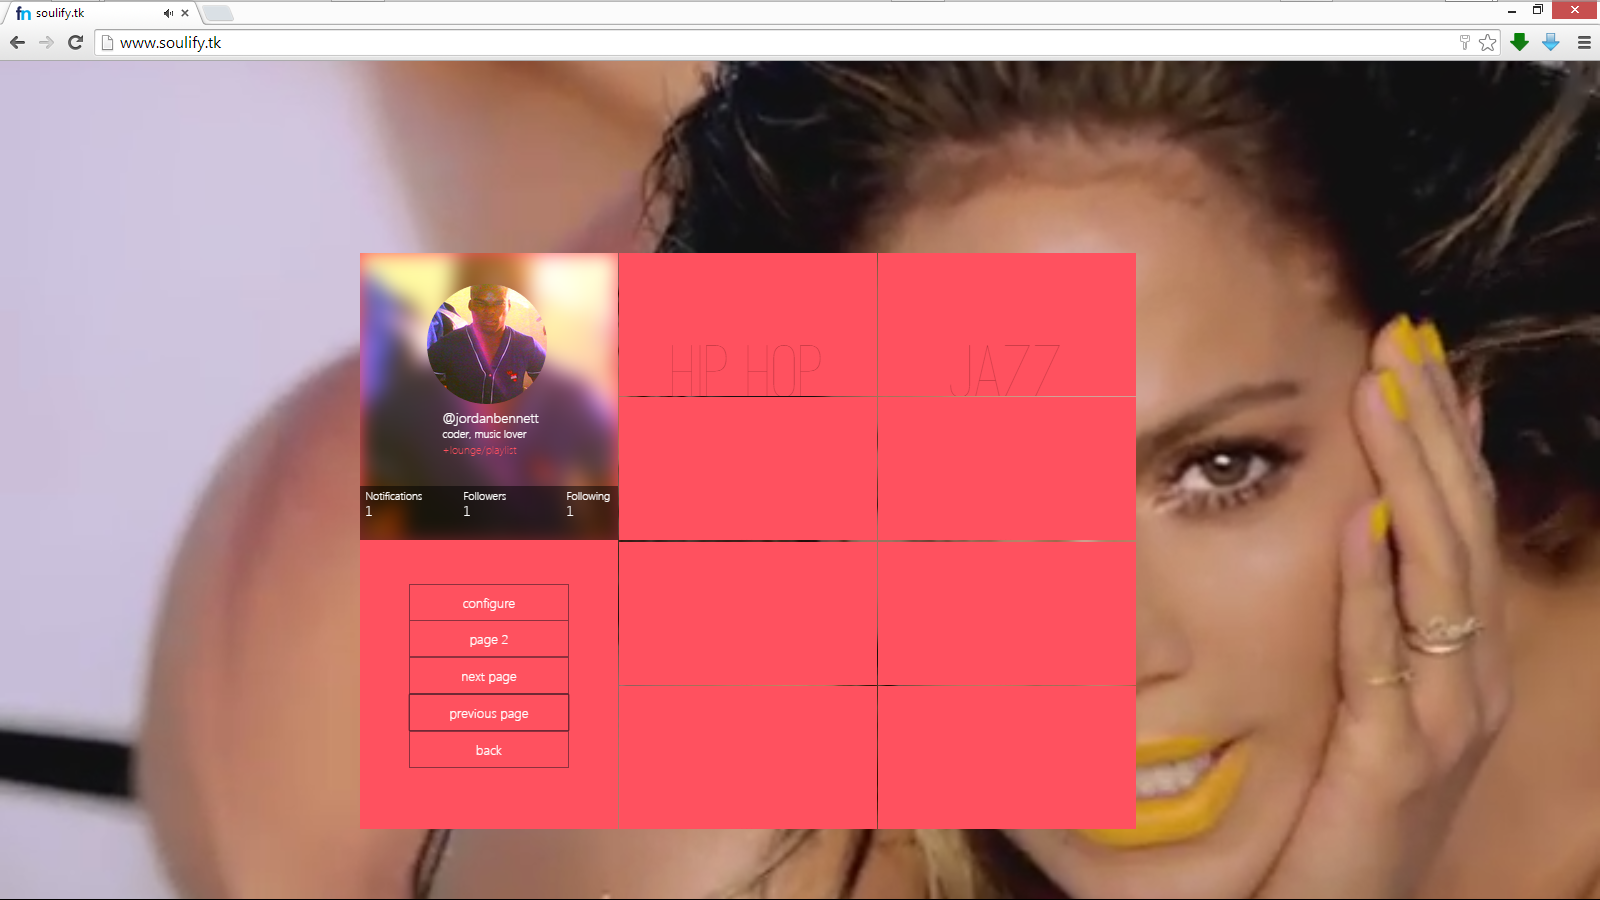 fn soulify.tk
www.soulify.tk
@jordanbennett
coder, music lover
+lounge/playlist
Notifications Followers Following
1 1 1
HIP HOP JAZZ
configure
page 2
next page
previous page
back